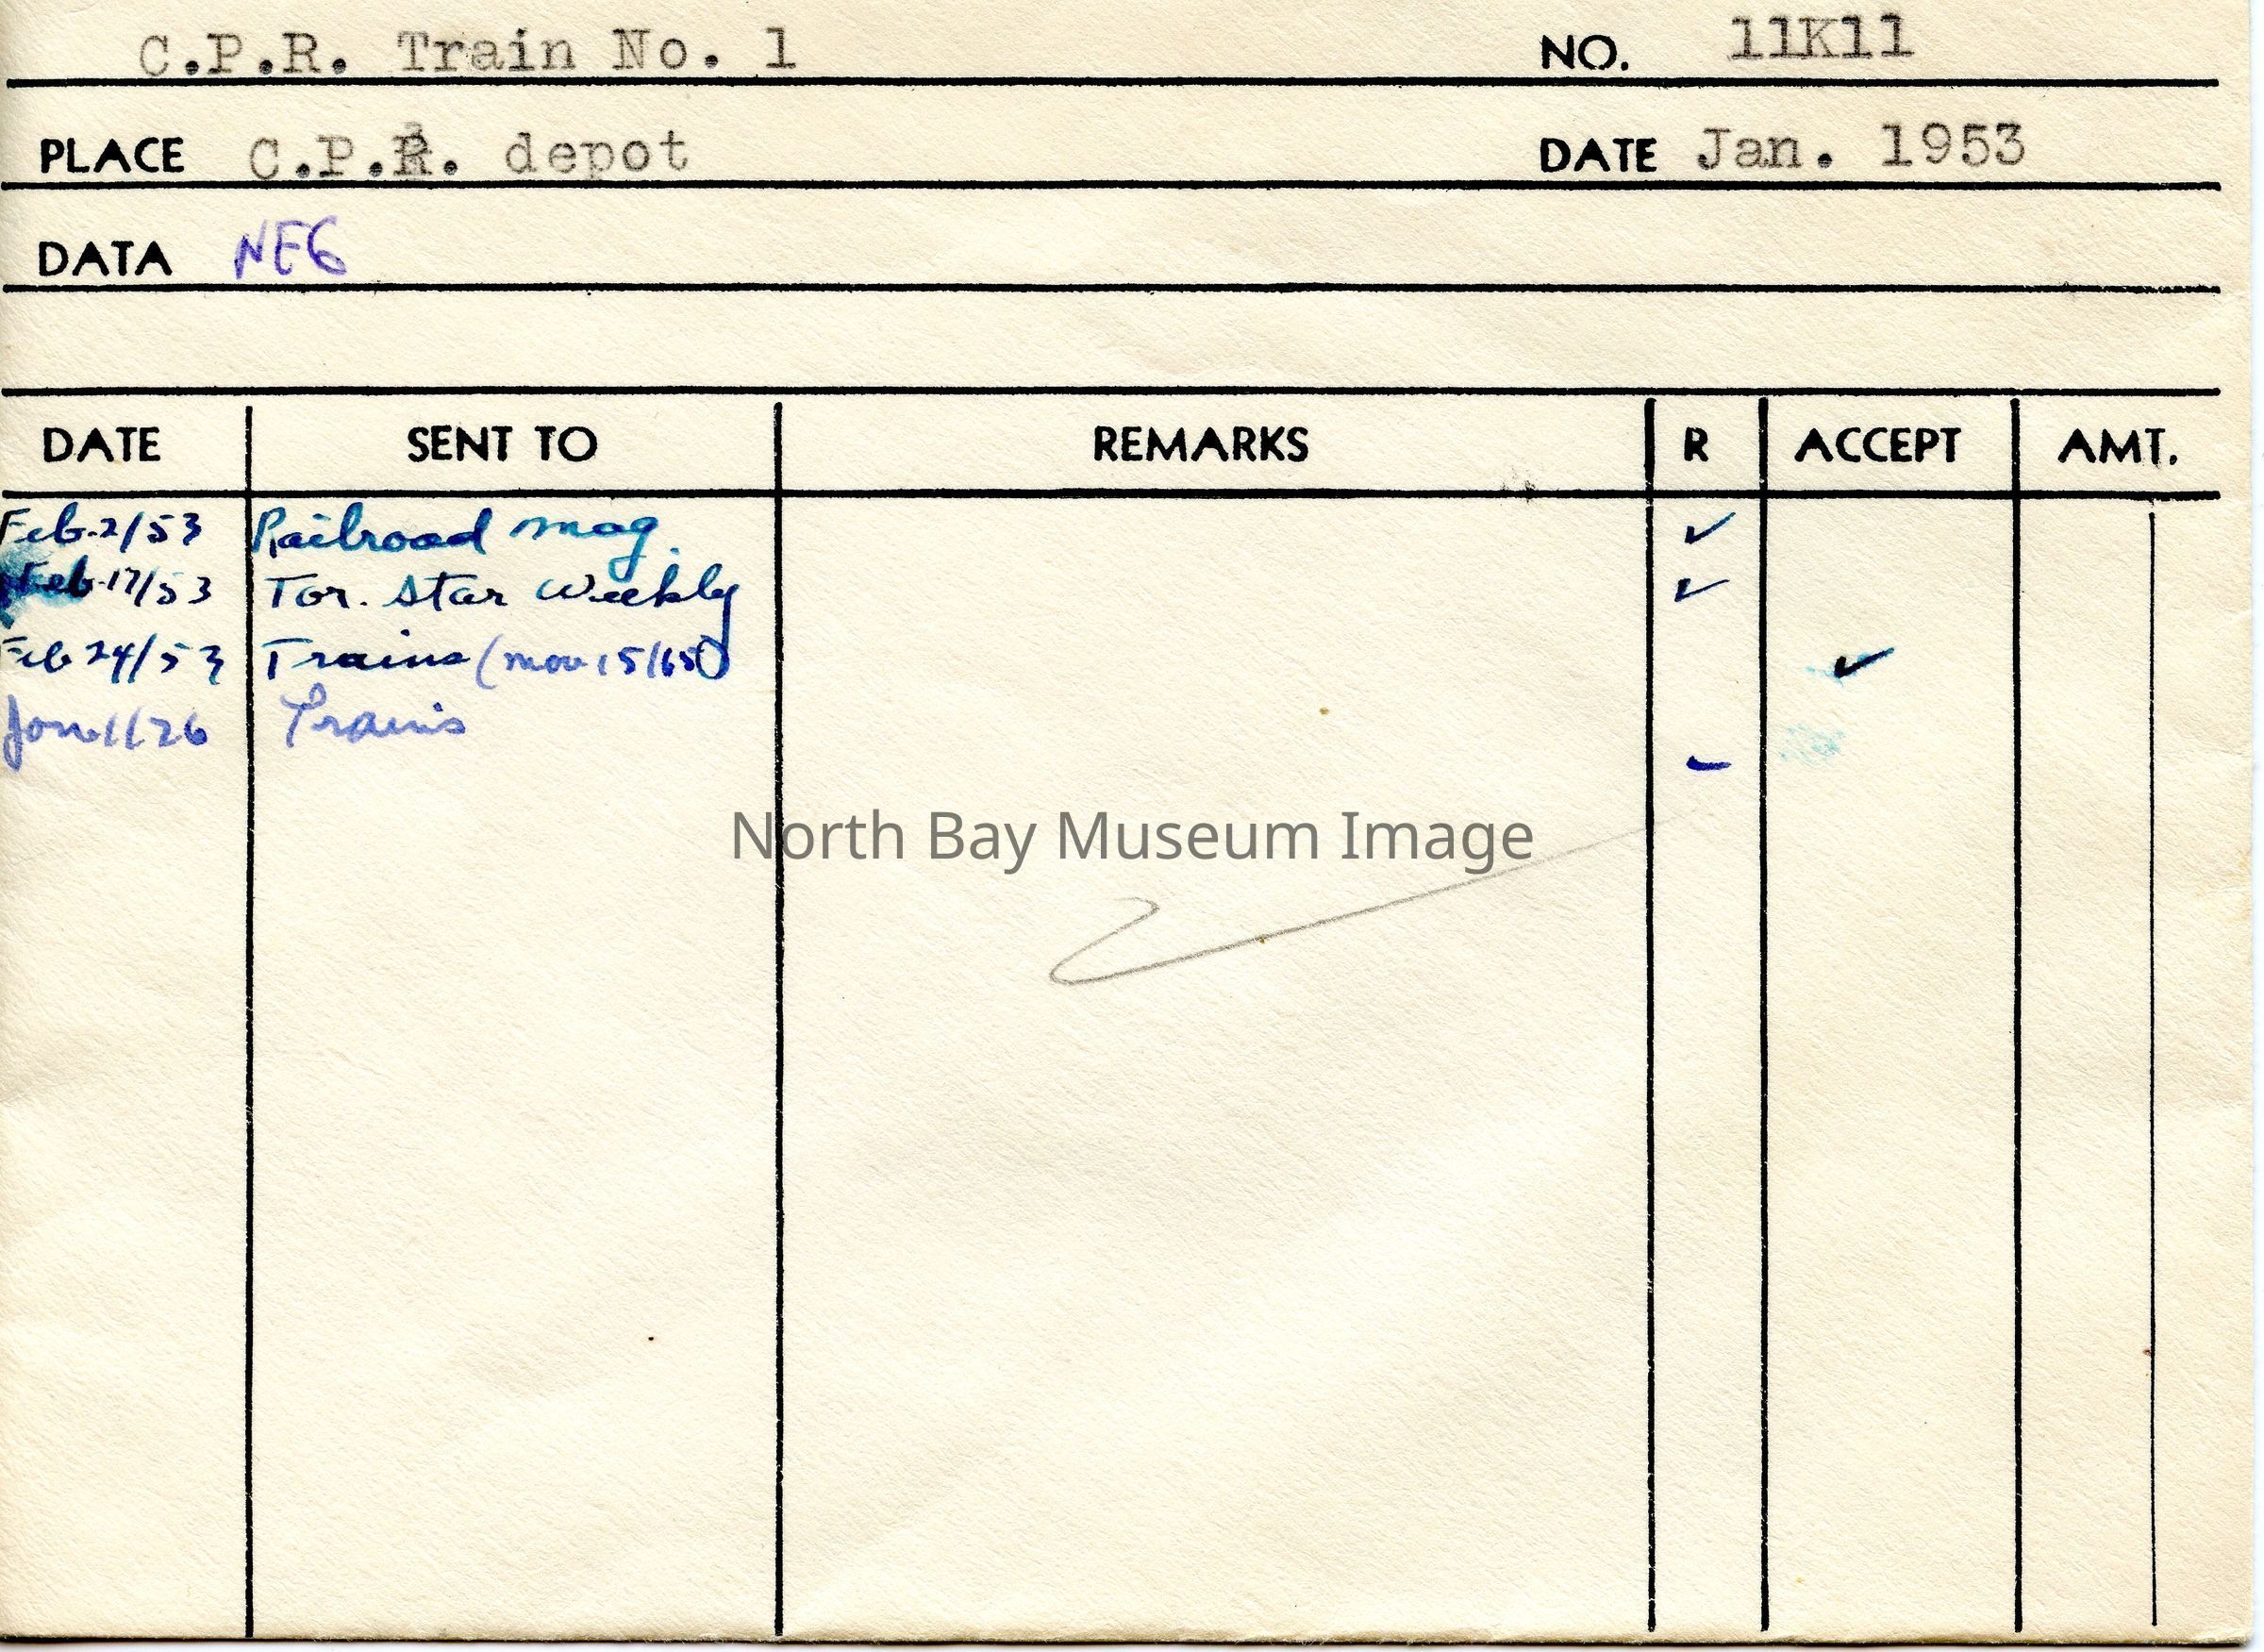 C.P.R. Train No. 1 NO. 11K11
PLACE C.P.R. depot DATE Jan. 1953
DATA NEG
DATE SENT TO REMARKS R ACCEPT AMT.
Feb. 2/53 Railroad mag. ✓
Feb. 17/53 Tor. Star Weekly ✓
Feb 24/53 Trains (nov 15/65) ✓
Trains
North Bay Museum Image